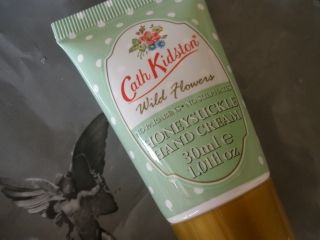 Cath Kidston
Wild Flowers
HONEYSUCKLE
HAND CREAM
30ml e
1.01fl oz